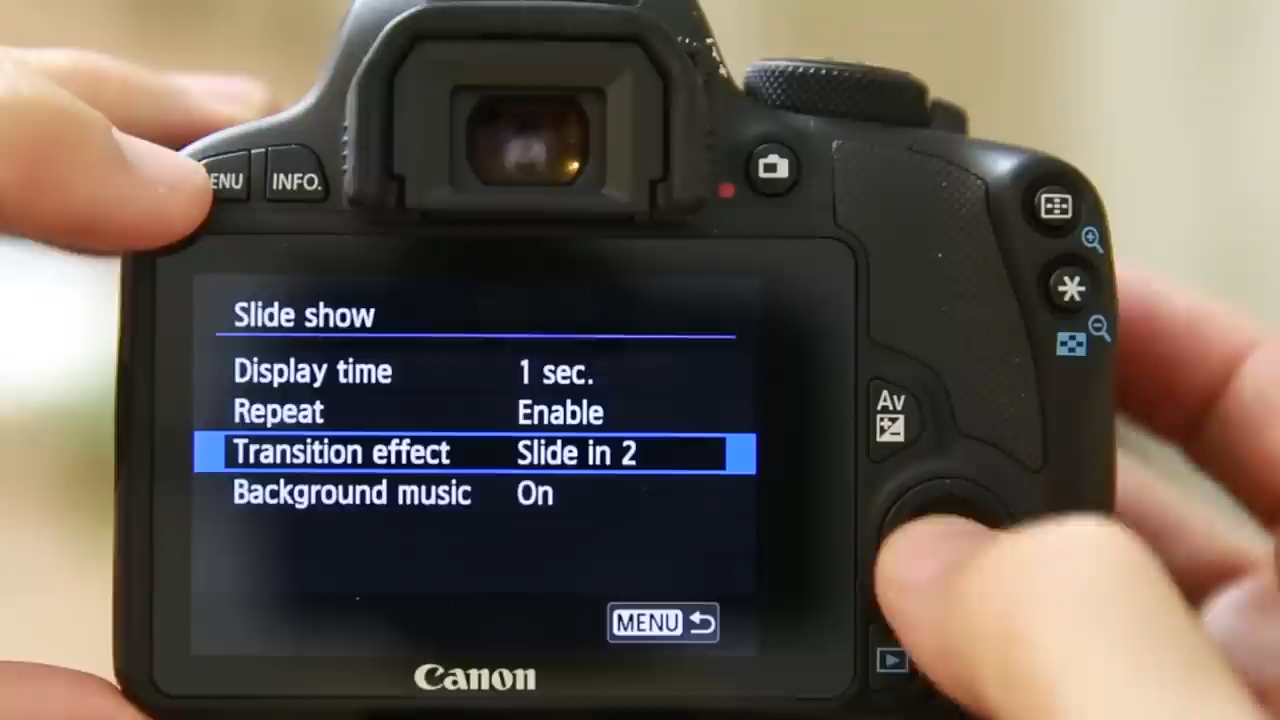 ENU INFO.
Slide show
Display time 1 sec.
Repeat Enable
Transition effect Slide in 2
Background music On
MENU
Av
Canon